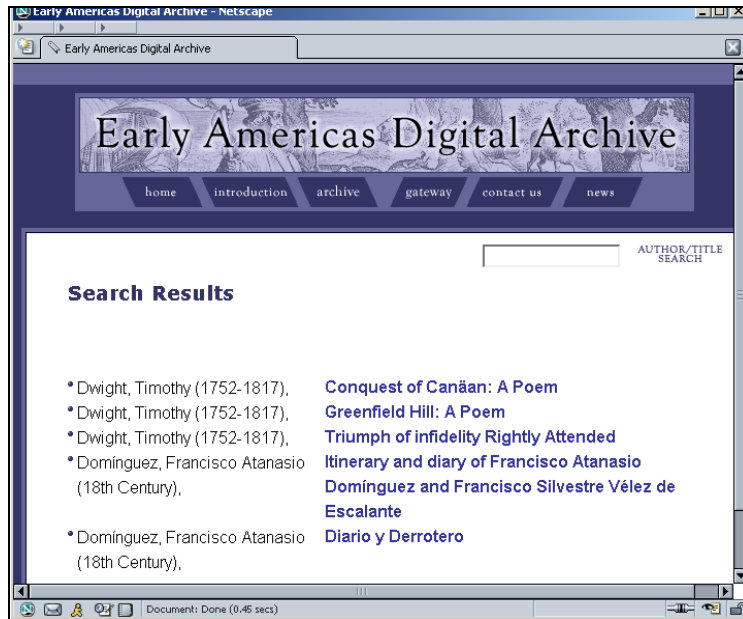 Early Americas Digital Archive - Netscape
Early Americas Digital Archive
Early Americas Digital Archive
home introduction archive gateway contact us news
AUTHOR/TITLE
SEARCH
Search Results
Dwight, Timothy (1752-1817), Conquest of Canäan: A Poem
Dwight, Timothy (1752-1817), Greenfield Hill: A Poem
Dwight, Timothy (1752-1817), Triumph of infidelity Rightly Attended
Domínguez, Francisco Atanasio Itinerary and diary of Francisco Atanasio
(18th Century), Domínguez and Francisco Silvestre Vélez de
Escalante
Domínguez, Francisco Atanasio Diario y Derrotero
(18th Century),
Document: Done (0.45 secs)